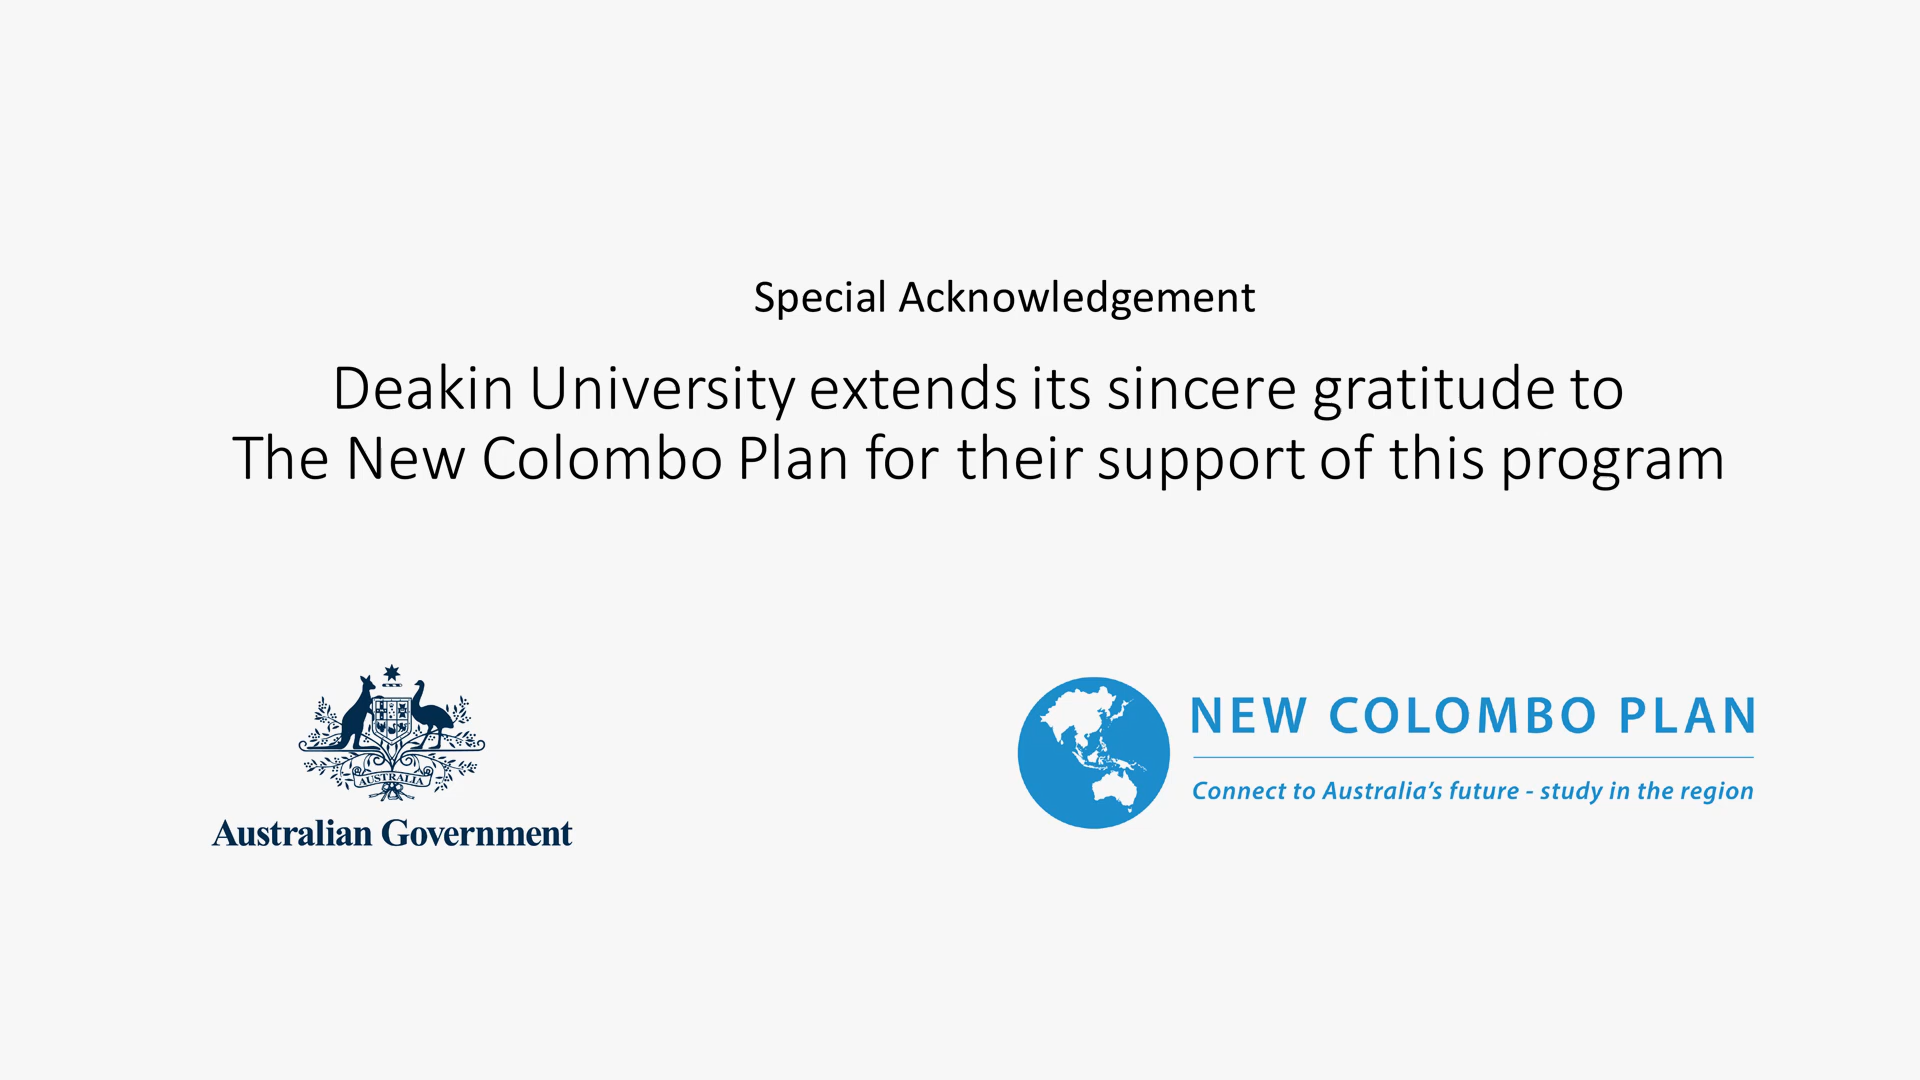 Special Acknowledgement
Deakin University extends its sincere gratitude to
The New Colombo Plan for their support of this program
AUSTRALIA
Australian Government
NEW COLOMBO PLAN
Connect to Australia’s future - study in the region